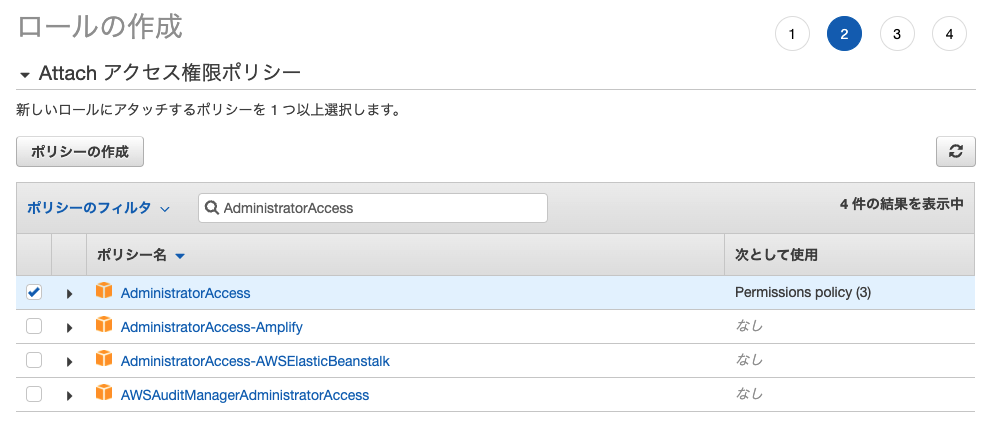 ロールの作成
1 2 3 4
Attach アクセス権限ポリシー
新しいロールにアタッチするポリシーを 1 つ以上選択します。
ポリシーの作成
ポリシーのフィルタ AdministratorAccess 4 件の結果を表示中
ポリシー名 次として使用
AdministratorAccess Permissions policy (3)
AdministratorAccess-Amplify なし
AdministratorAccess-AWSElasticBeanstalk なし
AWSAuditManagerAdministratorAccess なし